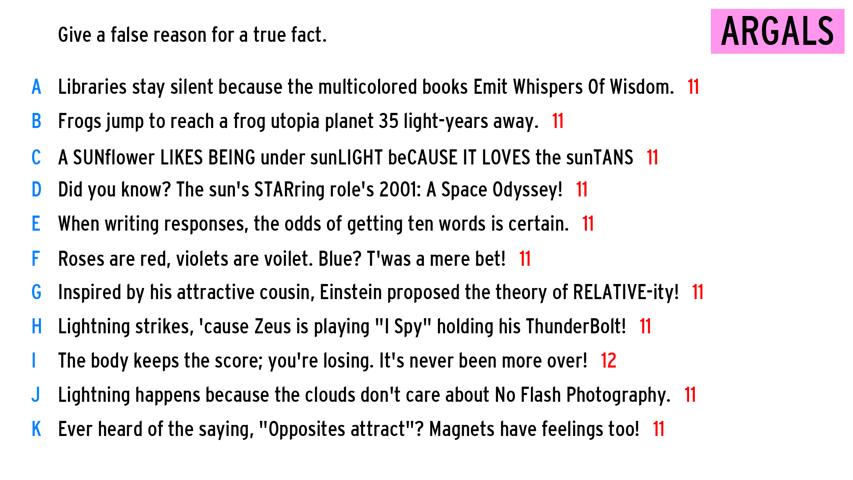 Give a false reason for a true fact.
ARGALS
A Libraries stay silent because the multicolored books Emit Whispers Of Wisdom. 11
B Frogs jump to reach a frog utopia planet 35 light-years away. 11
C A SUNflower LIKES BEING under sunLIGHT beCAUSE IT LOVES the sunTANS 11
D Did you know? The sun's STARring role's 2001: A Space Odyssey! 11
E When writing responses, the odds of getting ten words is certain. 11
F Roses are red, violets are voilet. Blue? T'was a mere bet! 11
G Inspired by his attractive cousin, Einstein proposed the theory of RELATIVE-ity! 11
H Lightning strikes, 'cause Zeus is playing "I Spy" holding his ThunderBolt! 11
I The body keeps the score; you're losing. It's never been more over! 12
J Lightning happens because the clouds don't care about No Flash Photography. 11
K Ever heard of the saying, "Opposites attract"? Magnets have feelings too! 11